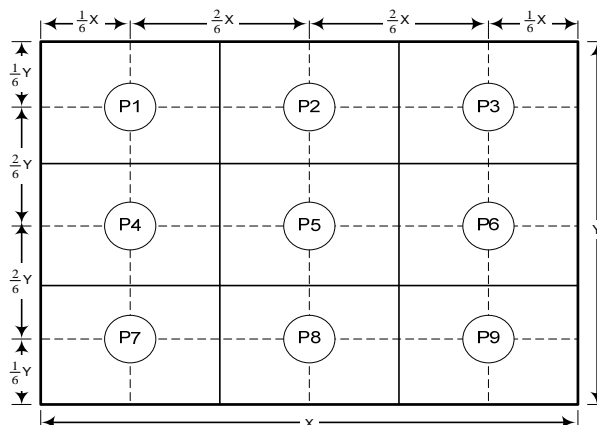 1/6 X 2/6 X 2/6 X 1/6 X
1/6 Y
P1 P2 P3
2/6 Y
P4 P5 P6
Y
2/6 Y
P7 P8 P9
1/6 Y
X